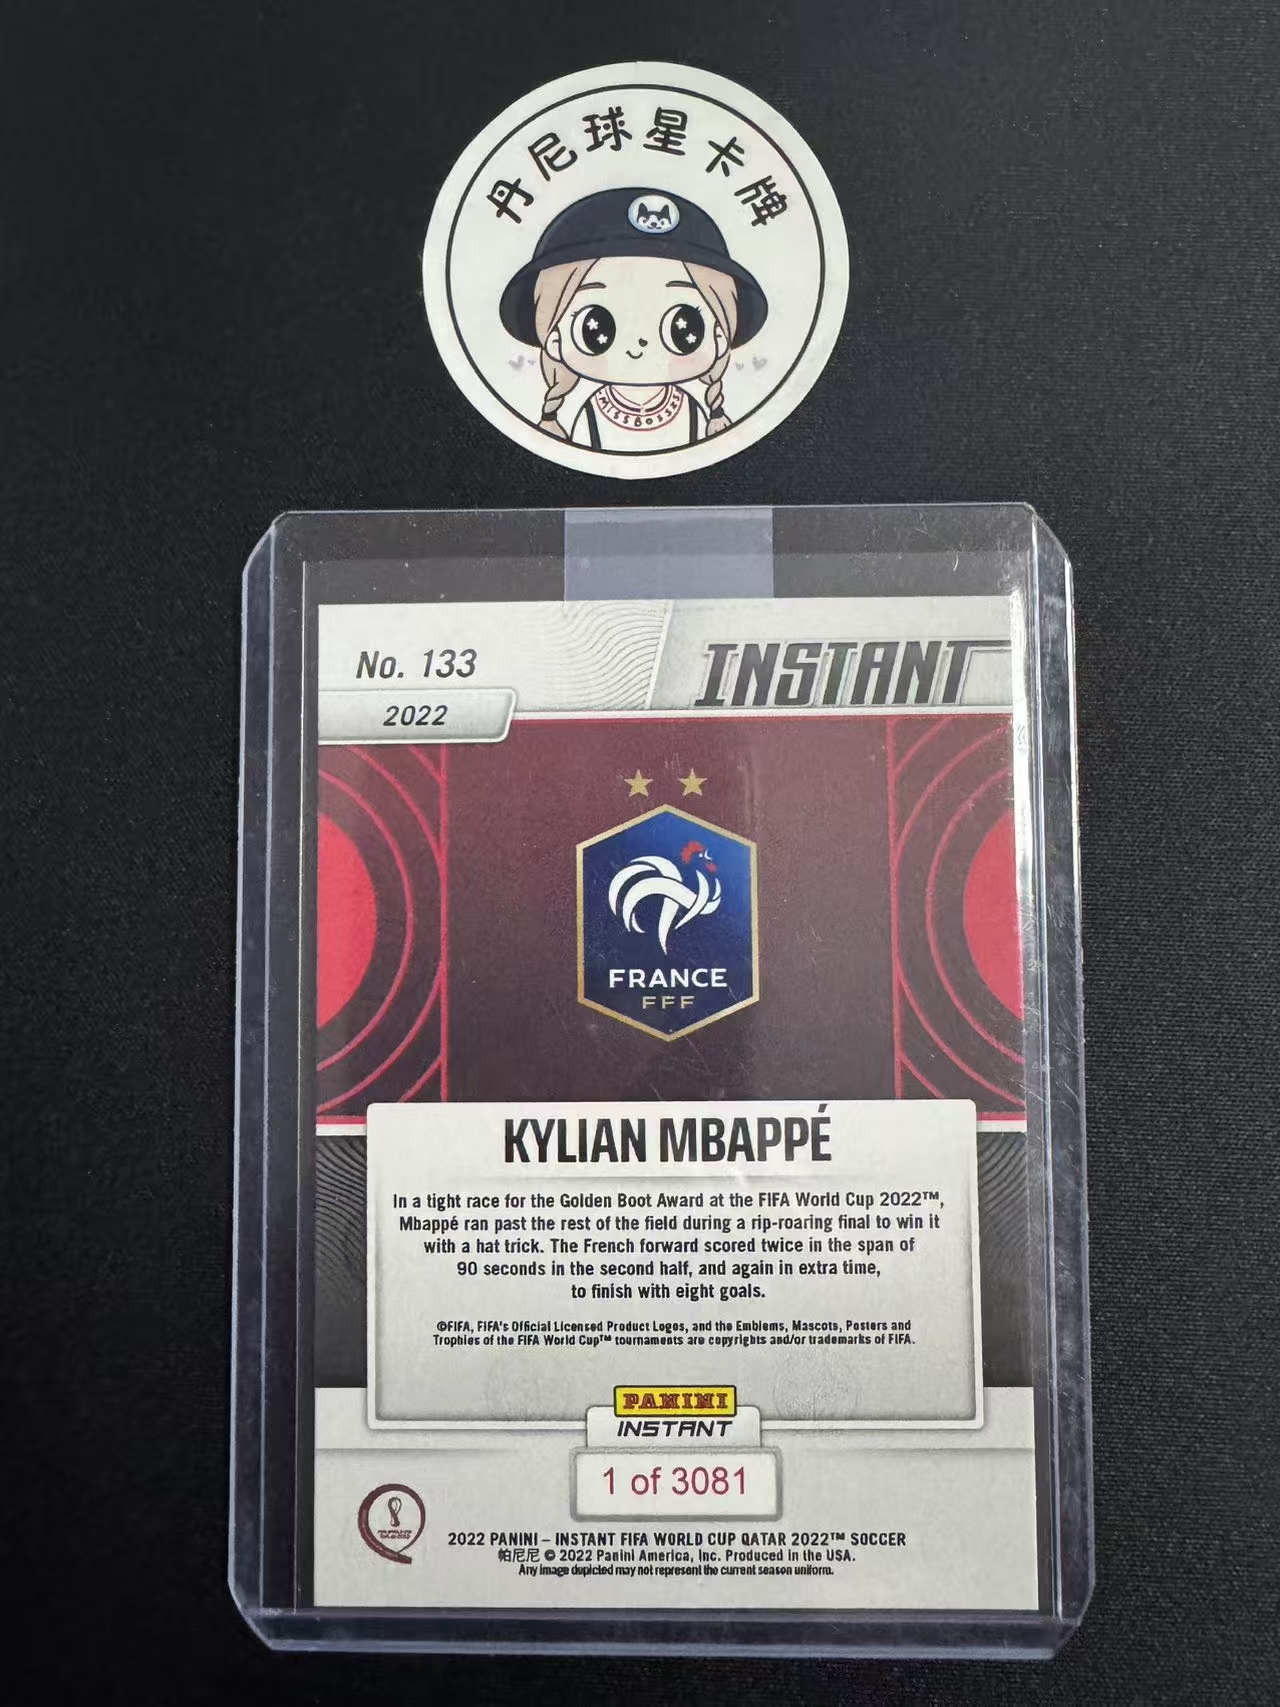 丹尼球星卡牌
MISSBOSSZS
No. 133
INSTANT
2022
FRANCE
FFF
KYLIAN MBAPPÉ
In a tight race for the Golden Boot Award at the FIFA World Cup 2022™,
Mbappé ran past the rest of the field during a rip-roaring final to win it
with a hat trick. The French forward scored twice in the span of
90 seconds in the second half, and again in extra time,
to finish with eight goals.
©FIFA, FIFA's Official Licensed Product Logos, and the Emblems, Mascots, Posters and
Trophies of the FIFA World Cup™ tournaments are copyrights and/or trademarks of FIFA.
PANINI
INSTANT
1 of 3081
2022 PANINI – INSTANT FIFA WORLD CUP QATAR 2022™ SOCCER
帕尼尼 © 2022 Panini America, Inc. Produced in the USA.
Any image depicted may not represent the current season uniform.